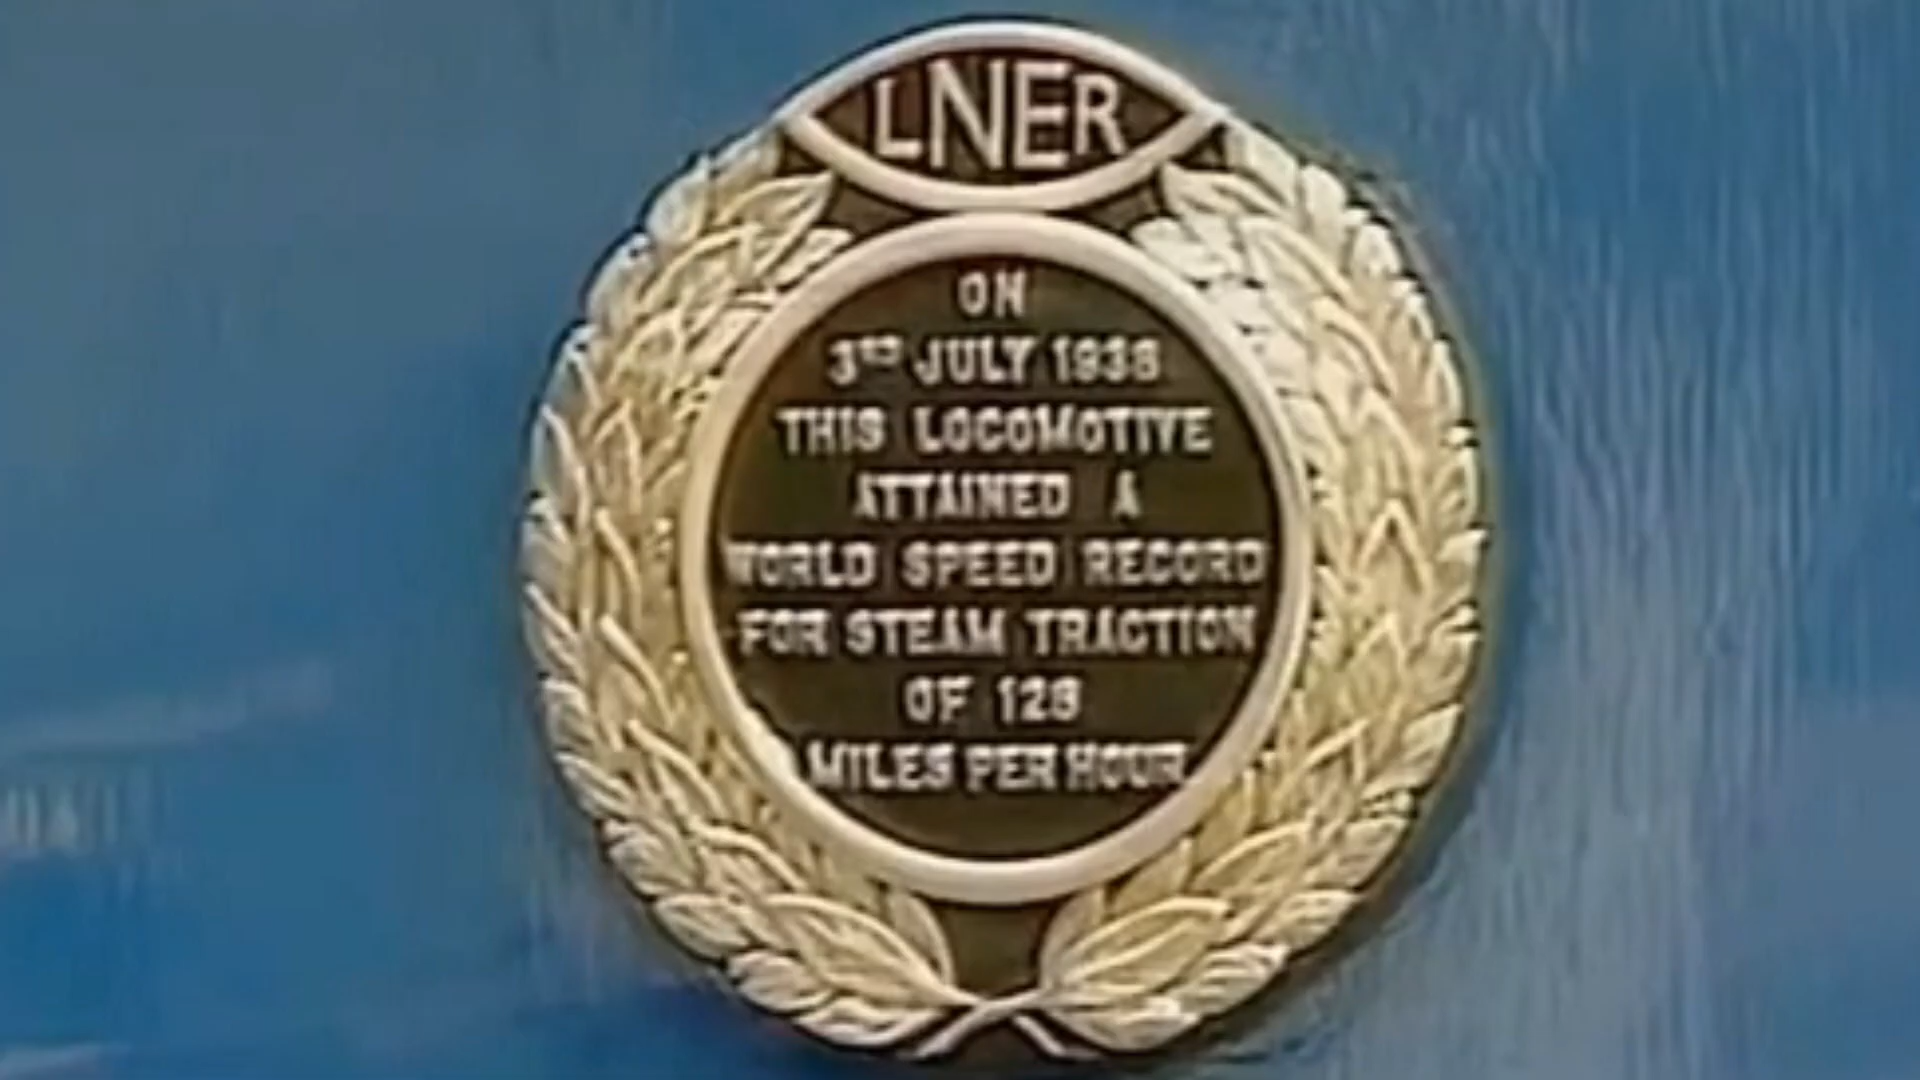 LNER
ON
3RD JULY 1938
THIS LOCOMOTIVE
ATTAINED A
WORLD SPEED RECORD
FOR STEAM TRACTION
OF 126
MILES PER HOUR